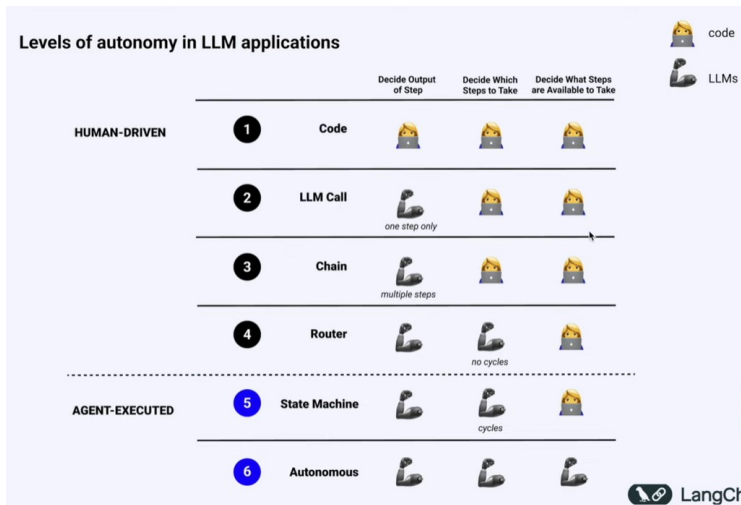 Levels of autonomy in LLM applications
code
LLMs
Decide Output
of Step
Decide Which
Steps to Take
Decide What Steps
are Available to Take
HUMAN-DRIVEN
1
Code
2
LLM Call
one step only
3
Chain
multiple steps
4
Router
no cycles
AGENT-EXECUTED
5
State Machine
cycles
6
Autonomous
LangCh